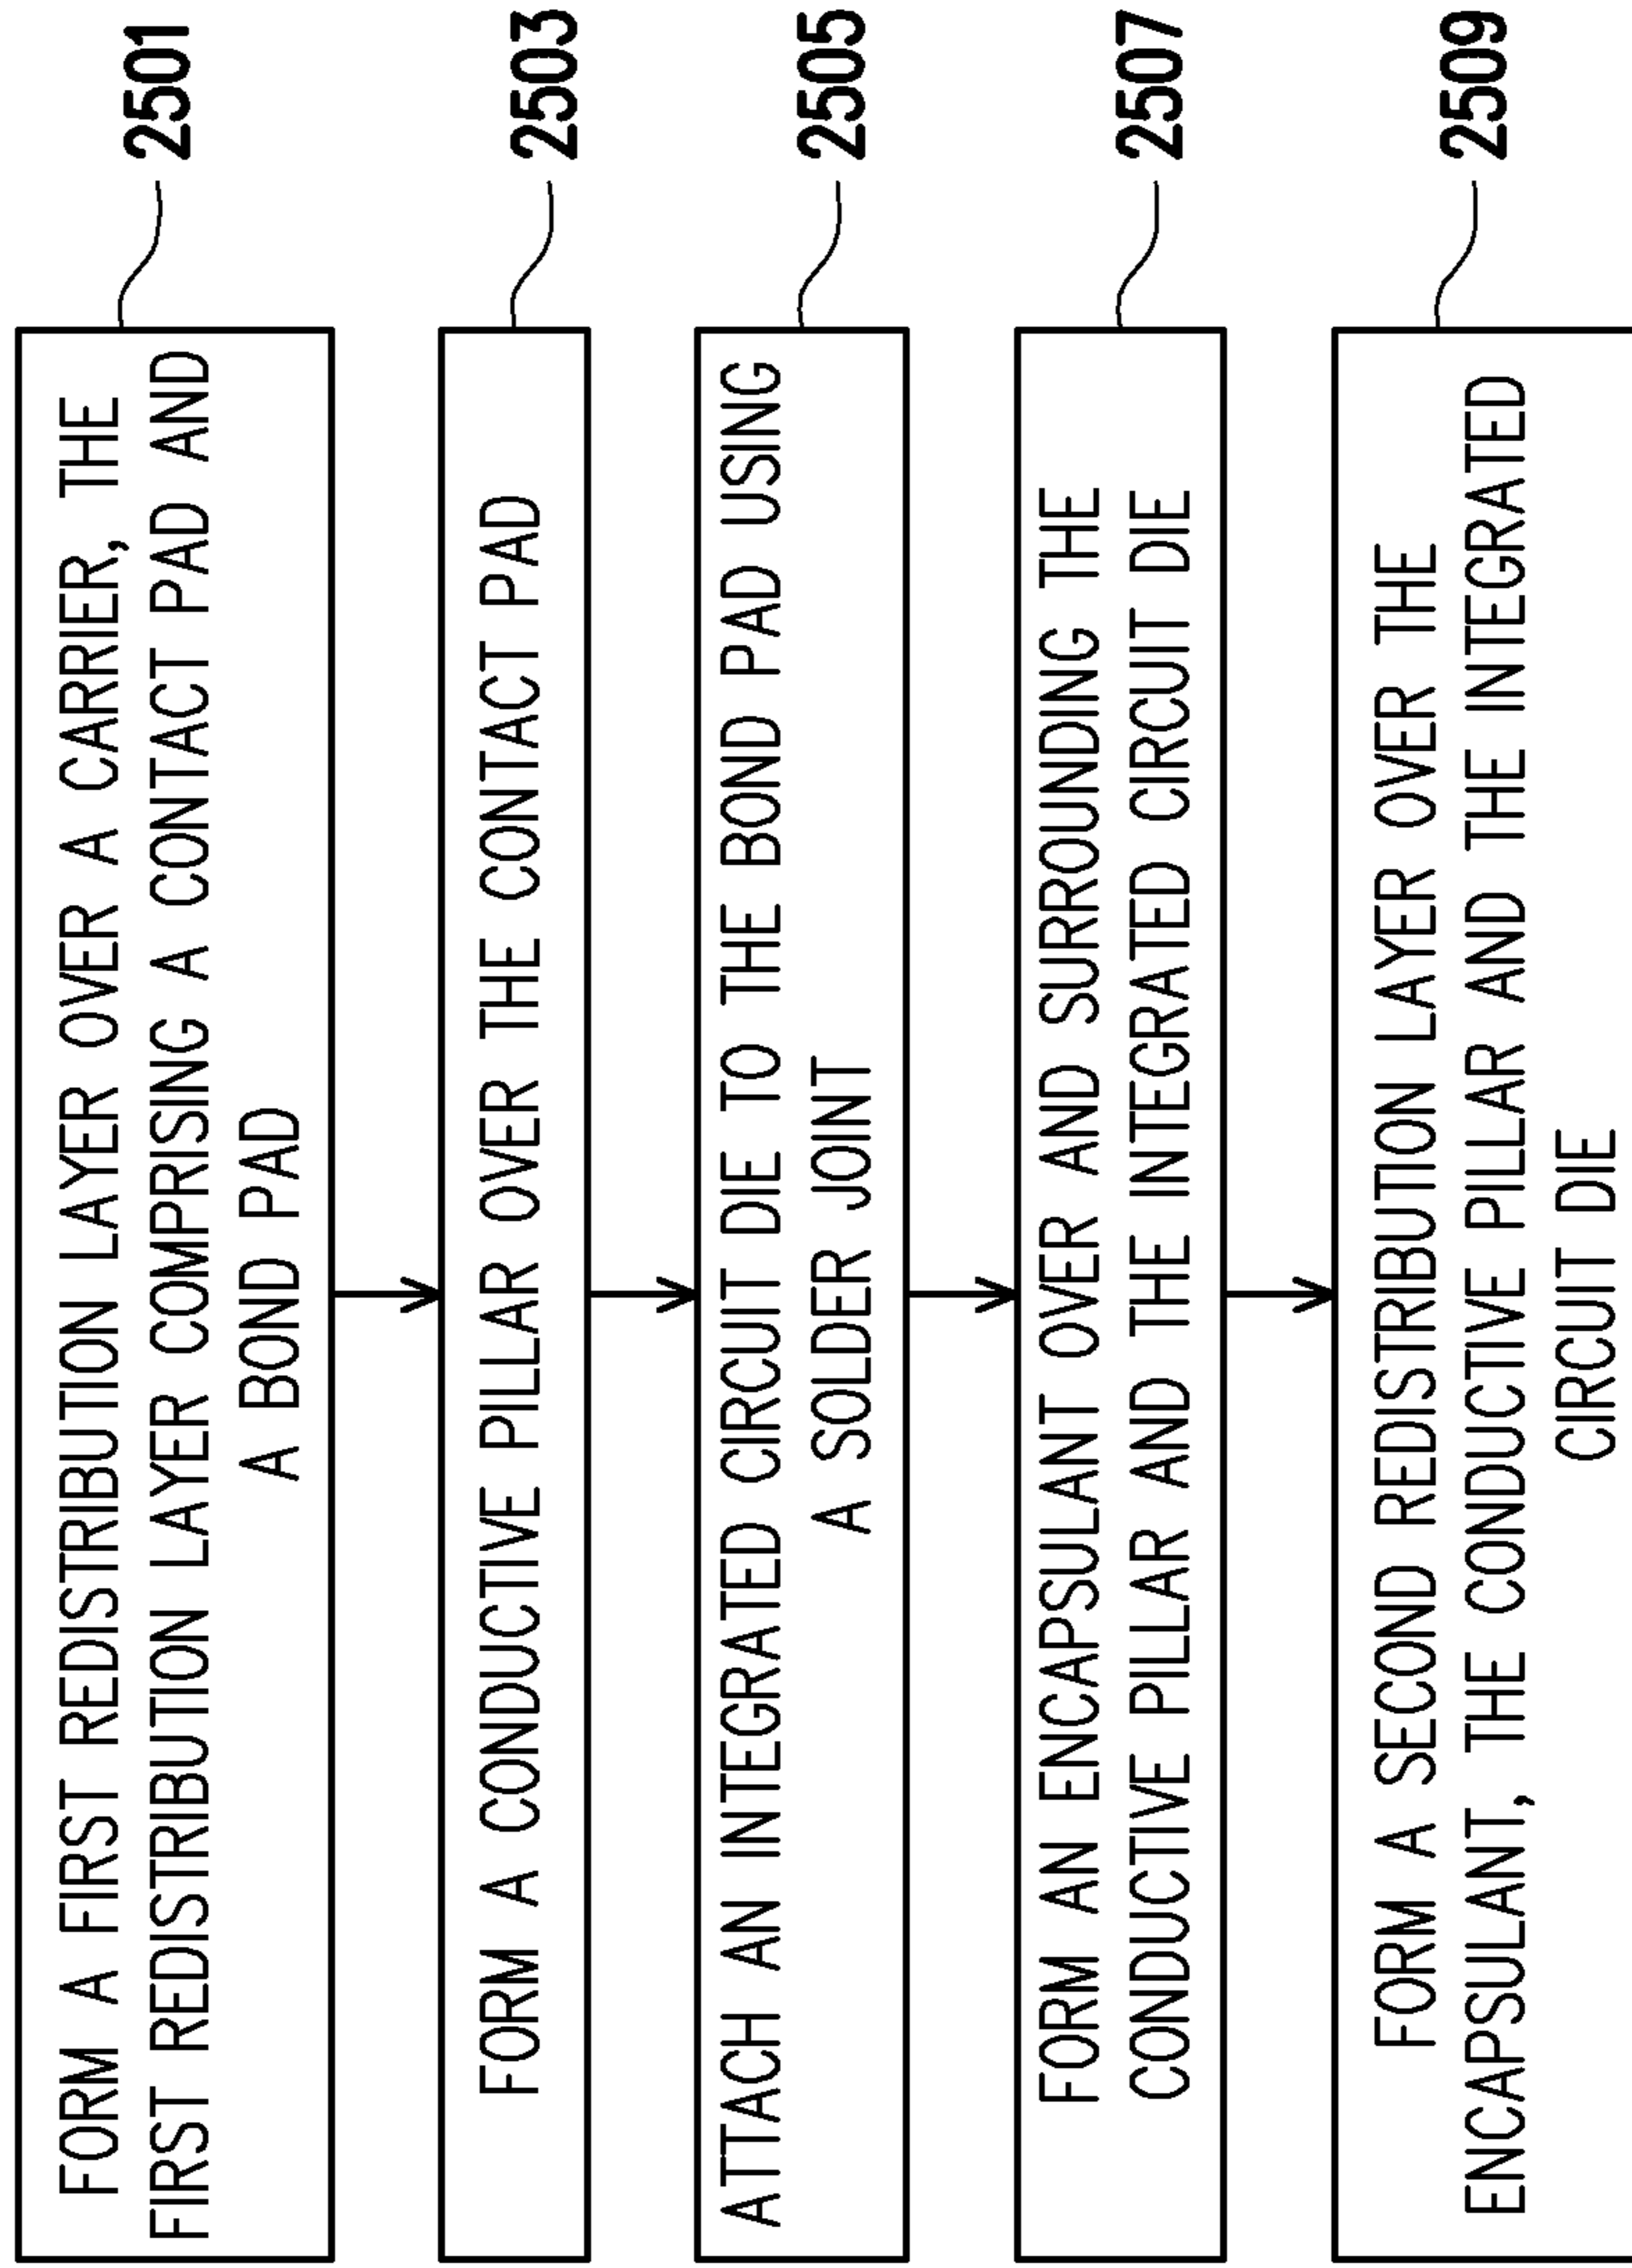 FORM A FIRST REDISTRIBUTION LAYER OVER A CARRIER, THE
FIRST REDISTRIBUTION LAYER COMPRISING A CONTACT PAD AND
A BOND PAD
2501
FORM A CONDUCTIVE PILLAR OVER THE CONTACT PAD
2503
ATTACH AN INTEGRATED CIRCUIT DIE TO THE BOND PAD USING
A SOLDER JOINT
2505
FORM AN ENCAPSULANT OVER AND SURROUNDING THE
CONDUCTIVE PILLAR AND THE INTEGRATED CIRCUIT DIE
2507
FORM A SECOND REDISTRIBUTION LAYER OVER THE
ENCAPSULANT, THE CONDUCTIVE PILLAR AND THE INTEGRATED
CIRCUIT DIE
2509